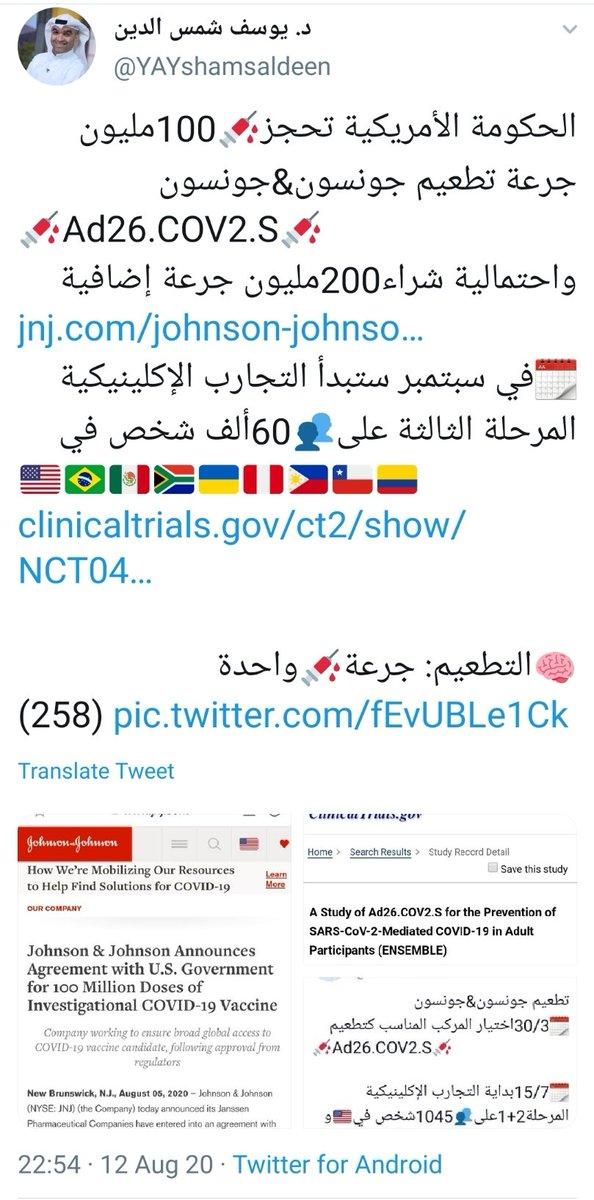 د. يوسف شمس الدين
@YAYshamsaldeen
الحكومة الأمريكية تحجز💉100مليون
جرعة تطعيم جونسون&جونسون
💉Ad26.COV2.S💉
واحتمالية شراء200مليون جرعة إضافية
jnj.com/johnson-johnso…
📆في سبتمبر ستبدأ التجارب الإكلينيكية
المرحلة الثالثة على👥60ألف شخص في
🇺🇸🇧🇷🇲🇽🇿🇦🇺🇦🇵🇪🇵🇭🇨🇱🇨🇴
clinicaltrials.gov/ct2/show/
NCT04…
🧠التطعيم: جرعة💉واحدة
(258) pic.twitter.com/fEvUBLe1Ck
Translate Tweet
Johnson & Johnson
How We're Mobilizing Our Resources
to Help Find Solutions for COVID-19
Learn
More
OUR COMPANY
Johnson & Johnson Announces
Agreement with U.S. Government
for 100 Million Doses of
Investigational COVID-19 Vaccine
Company working to ensure broad global access to
COVID-19 vaccine candidate, following approval from
regulators
New Brunswick, N.J., August 05, 2020 – Johnson & Johnson
(NYSE: JNJ) (the Company) today announced its Janssen
Pharmaceutical Companies have entered into an agreement with
ClinicalTrials.gov
Home > Search Results > Study Record Detail
Save this study
A Study of Ad26.COV2.S for the Prevention of
SARS-CoV-2-Mediated COVID-19 in Adult
Participants (ENSEMBLE)
تطعيم جونسون&جونسون
📆30/3اختيار المركب المناسب كتطعيم
💉Ad26.COV2.S💉
📆15/7بداية التجارب الإكلينيكية
المرحلة2+1على👥1045شخص في🇺🇸و
22:54 · 12 Aug 20 · Twitter for Android